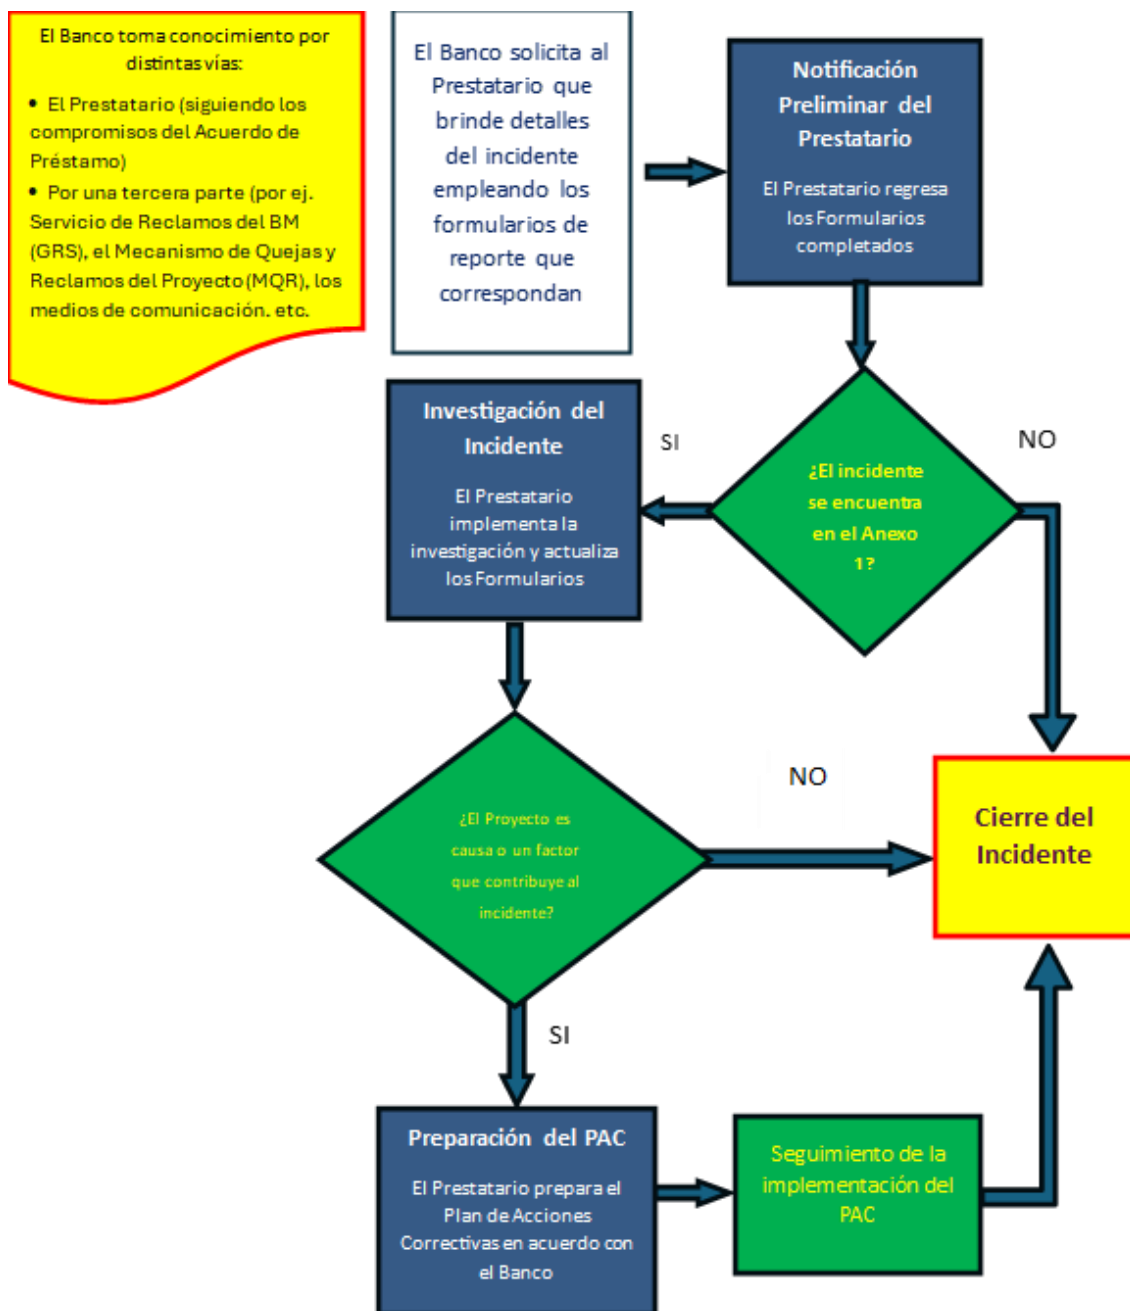 El Banco toma conocimiento por
distintas vías:
• El Prestatario (siguiendo los
compromisos del Acuerdo de
Préstamo)
• Por una tercera parte (por ej.
Servicio de Reclamos del BM
(GRS), el Mecanismo de Quejas y
Reclamos del Proyecto (MQR), los
medios de comunicación. etc.
El Banco solicita al
Prestatario que
brinde detalles
del incidente
empleando los
formularios de
reporte que
correspondan
Notificación
Preliminar del
Prestatario
El Prestatario regresa
los Formularios
completados
¿El incidente
se encuentra
en el Anexo
1?
SI
NO
Investigación del
Incidente
El Prestatario
implementa la
investigación y actualiza
los Formularios
¿El Proyecto es
causa o un factor
que contribuye al
incidente?
NO
SI
Cierre del
Incidente
Preparación del PAC
El Prestatario prepara el
Plan de Acciones
Correctivas en acuerdo con
el Banco
Seguimiento de la
implementación del
PAC